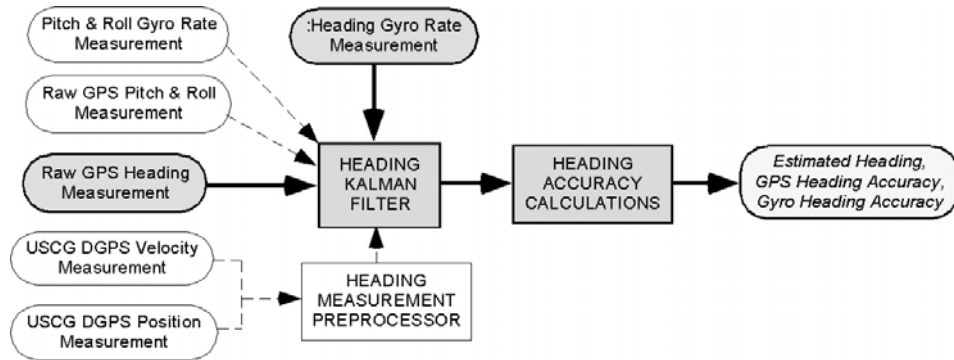 Pitch & Roll Gyro Rate
Measurement
:Heading Gyro Rate
Measurement
Raw GPS Pitch & Roll
Measurement
Raw GPS Heading
Measurement
HEADING
KALMAN
FILTER
HEADING
ACCURACY
CALCULATIONS
Estimated Heading,
GPS Heading Accuracy,
Gyro Heading Accuracy
USCG DGPS Velocity
Measurement
HEADING
MEASUREMENT
PREPROCESSOR
USCG DGPS Position
Measurement